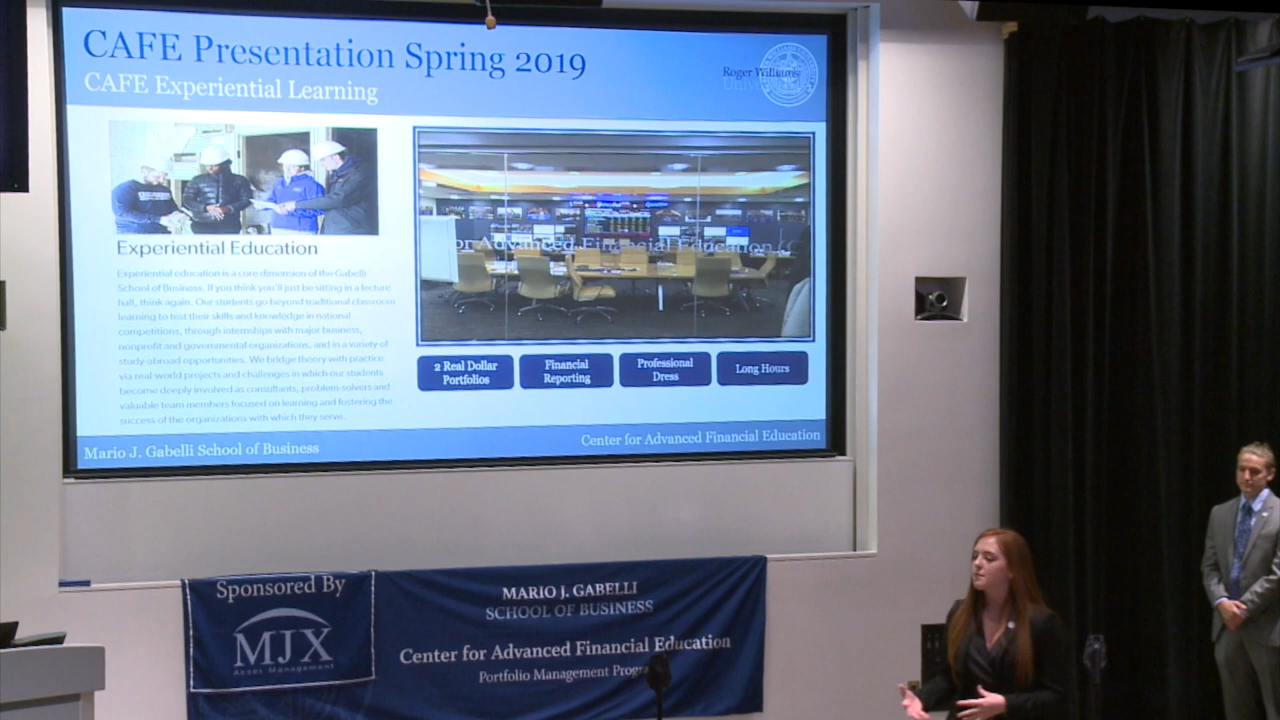 CAFE Presentation Spring 2019
CAFE Experiential Learning
Roger Williams
University
Experiential Education
Experiential education is a core dimension of the Gabelli
School of Business. If you think you'll just be sitting in a lecture
hall, think again. Our students go beyond traditional classroom
learning to test their skills and knowledge in national
competitions, through internships with major business,
nonprofit and governmental organizations, and in a variety of
study-abroad opportunities. We bridge theory with practice
via real-world projects and challenges in which our students
become deeply involved as consultants, problem-solvers and
valuable team members focused on learning and fostering the
success of the organizations with which they serve.
or Advanced Financial Education
2 Real Dollar
Portfolios
Financial
Reporting
Professional
Dress
Long Hours
Mario J. Gabelli School of Business
Center for Advanced Financial Education
Sponsored By
MJX
Asset Management
MARIO J. GABELLI
SCHOOL OF BUSINESS
Center for Advanced Financial Education
Portfolio Management Progr